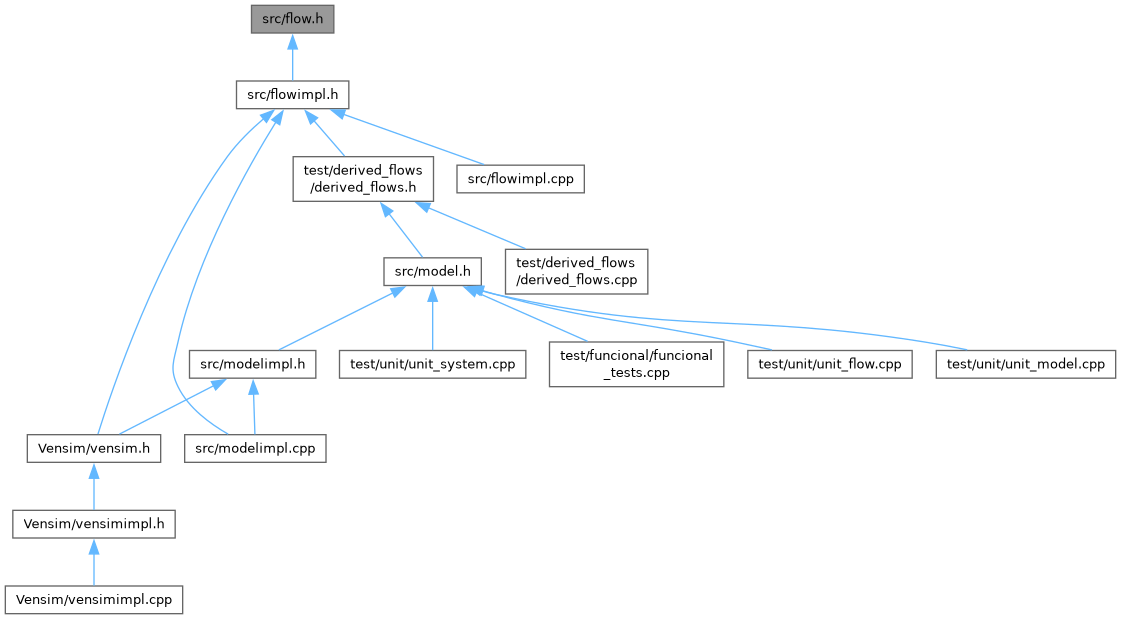 src/flow.h
src/flowimpl.h
test/derived_flows
/derived_flows.h
src/flowimpl.cpp
src/model.h
test/derived_flows
/derived_flows.cpp
src/modelimpl.h
test/unit/unit_system.cpp
test/funcional/funcional
_tests.cpp
test/unit/unit_flow.cpp
test/unit/unit_model.cpp
Vensim/vensim.h
src/modelimpl.cpp
Vensim/vensimimpl.h
Vensim/vensimimpl.cpp